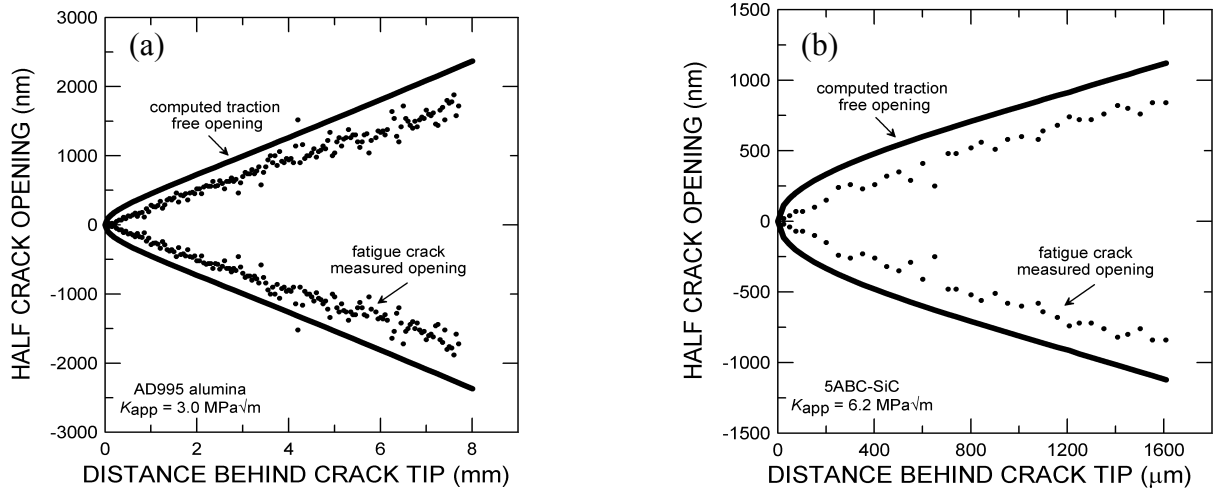 (a)
HALF CRACK OPENING (nm)
3000
2000
1000
0
-1000
-2000
-3000
computed traction
free opening
fatigue crack
measured opening
AD995 alumina
Kapp = 3.0 MPa√m
0 2 4 6 8
DISTANCE BEHIND CRACK TIP (mm)
(b)
HALF CRACK OPENING (nm)
1500
1000
500
0
-500
-1000
-1500
computed traction
free opening
fatigue crack
measured opening
5ABC-SiC
Kapp = 6.2 MPa√m
0 400 800 1200 1600
DISTANCE BEHIND CRACK TIP (μm)